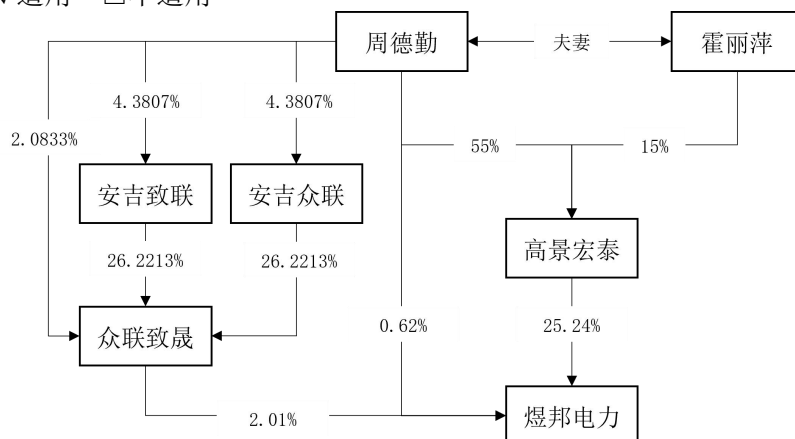 周德勤
夫妻
霍丽萍
4.3807%
4.3807%
2.0833%
55%
15%
安吉致联
安吉众联
高景宏泰
26.2213%
26.2213%
众联致晟
0.62%
25.24%
2.01%
煜邦电力